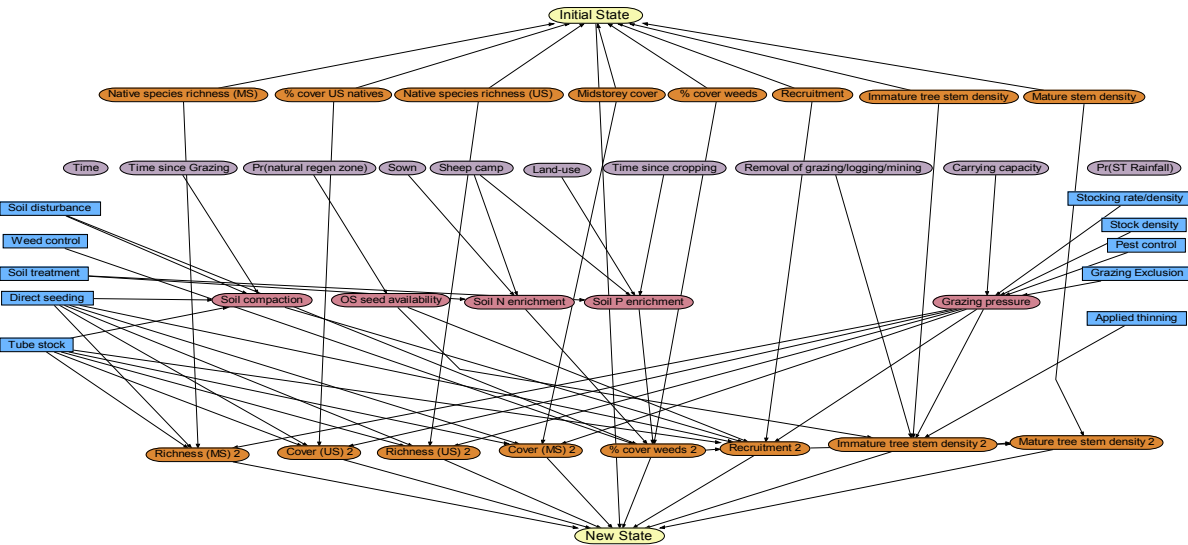 Initial State
Native species richness (MS)
% cover US natives
Native species richness (US)
Midstorey cover
% cover weeds
Recruitment
Immature tree stem density
Mature stem density
Time
Time since Grazing
Pr(natural regen zone)
Sown
Sheep camp
Land-use
Time since cropping
Removal of grazing/logging/mining
Carrying capacity
Pr(ST Rainfall)
Soil disturbance
Stocking rate/density
Stock density
Weed control
Pest control
Soil treatment
Grazing Exclusion
Direct seeding
Soil compaction
OS seed availability
Soil N enrichment
Soil P enrichment
Grazing pressure
Applied thinning
Tube stock
Richness (MS) 2
Cover (US) 2
Richness (US) 2
Cover (MS) 2
% cover weeds 2
Recruitment 2
Immature tree stem density 2
Mature tree stem density 2
New State